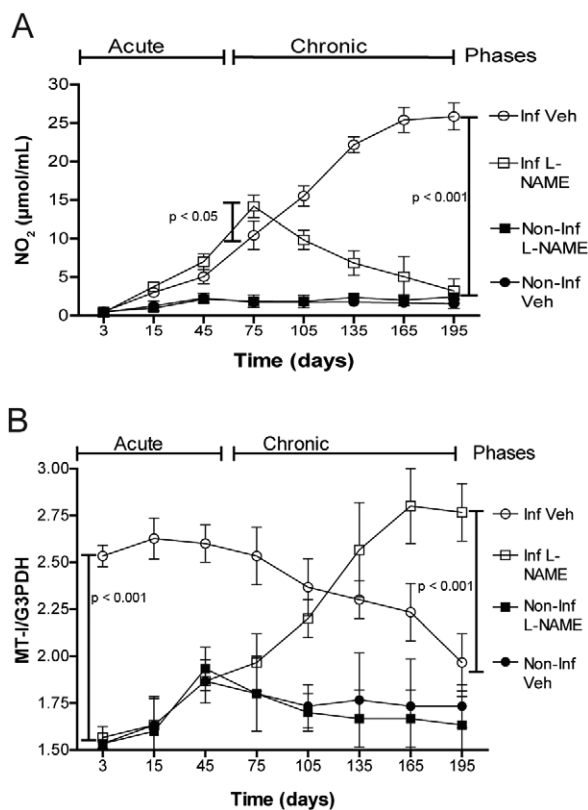 A
Acute Chronic Phases
30
25
20
15
10
5
0
NO2 (μmol/mL)
p < 0.05
p < 0.001
3 15 45 75 105 135 165 195
Time (days)
Inf Veh
Inf L-
NAME
Non-Inf
L-NAME
Non-Inf
Veh
B
Acute Chronic Phases
3.00
2.75
2.50
2.25
2.00
1.75
1.50
MT-I/G3PDH
p < 0.001
p < 0.001
3 15 45 75 105 135 165 195
Time (days)
Inf Veh
Inf L-
NAME
Non-Inf
L-NAME
Non-Inf
Veh